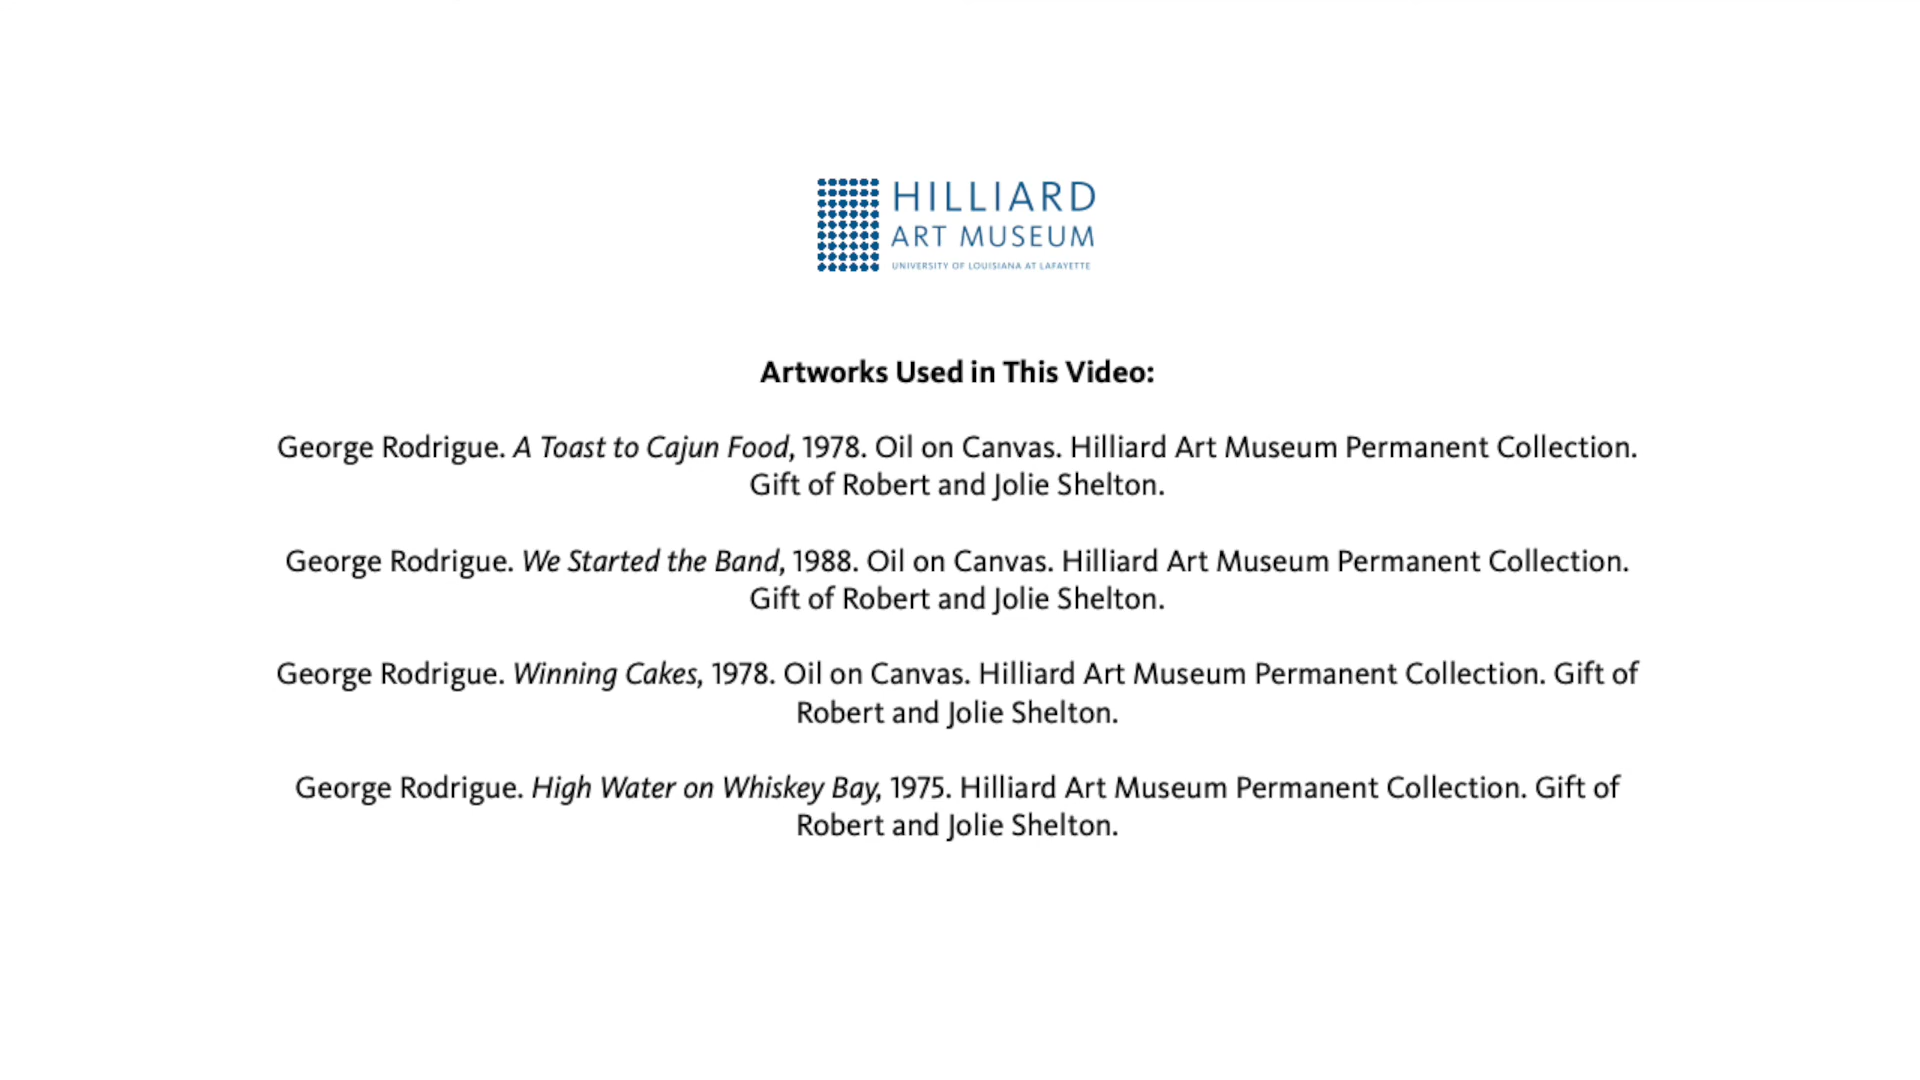 HILLIARD
ART MUSEUM
UNIVERSITY OF LOUISIANA AT LAFAYETTE
Artworks Used in This Video:
George Rodrigue. A Toast to Cajun Food, 1978. Oil on Canvas. Hilliard Art Museum Permanent Collection.
Gift of Robert and Jolie Shelton.
George Rodrigue. We Started the Band, 1988. Oil on Canvas. Hilliard Art Museum Permanent Collection.
Gift of Robert and Jolie Shelton.
George Rodrigue. Winning Cakes, 1978. Oil on Canvas. Hilliard Art Museum Permanent Collection. Gift of
Robert and Jolie Shelton.
George Rodrigue. High Water on Whiskey Bay, 1975. Hilliard Art Museum Permanent Collection. Gift of
Robert and Jolie Shelton.